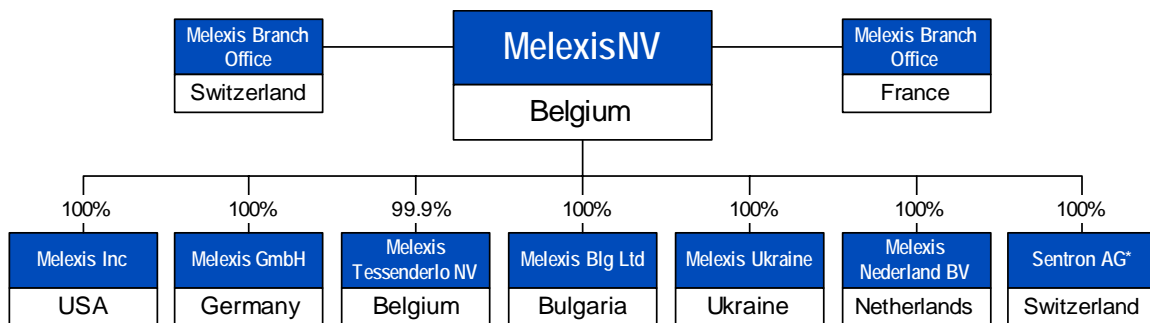 Melexis Branch
Office
Switzerland
MelexisNV
Belgium
Melexis Branch
Office
France
100%
100%
99.9%
100%
100%
100%
100%
Melexis Inc
USA
Melexis GmbH
Germany
Melexis
Tessenderlo NV
Belgium
Melexis Blg Ltd
Bulgaria
Melexis Ukraine
Ukraine
Melexis
Nederland BV
Netherlands
Sentron AG*
Switzerland